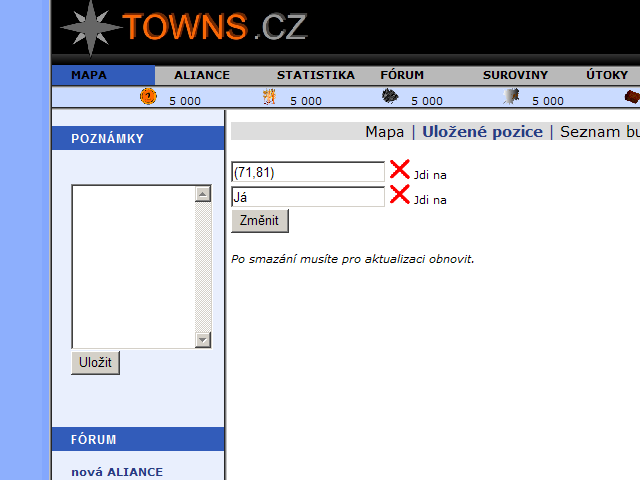 TOWNS .CZ
MAPA ALIANCE STATISTIKA FÓRUM SUROVINY ÚTOKY
5 000 5 000 5 000 5 000
POZNÁMKY
Mapa | Uložené pozice | Seznam bu
(71,81) Jdi na
Já Jdi na
Změnit
Po smazání musíte pro aktualizaci obnovit.
Uložit
FÓRUM
nová ALIANCE